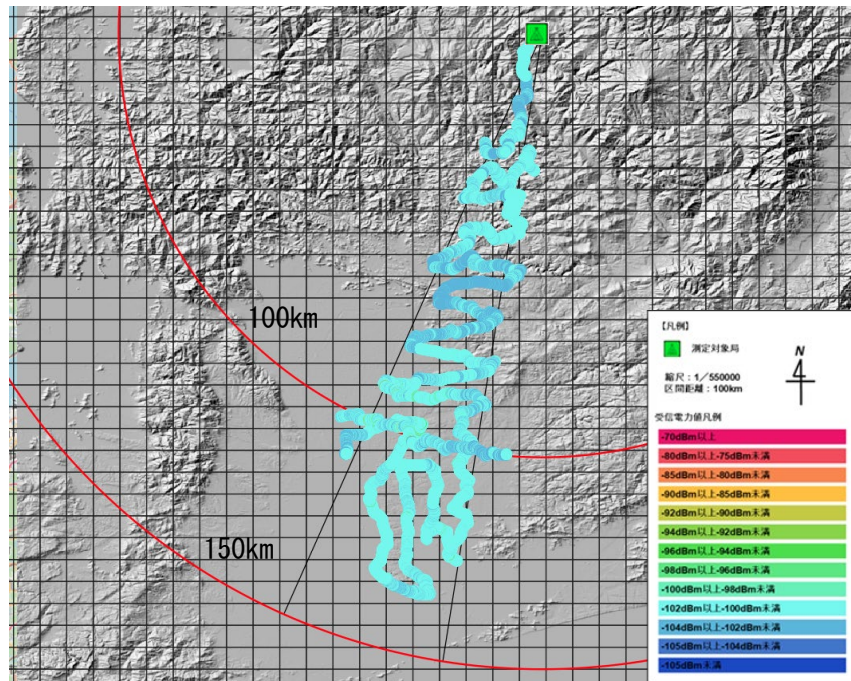 100km
150km
【凡例】
測定対象局
N
縮尺:1/550000
区間距離:100km
受信電力値凡例
-70dBm以上
-80dBm以上-75dBm未満
-85dBm以上-80dBm未満
-90dBm以上-85dBm未満
-92dBm以上-90dBm未満
-94dBm以上-92dBm未満
-96dBm以上-94dBm未満
-98dBm以上-96dBm未満
-100dBm以上-98dBm未満
-102dBm以上-100dBm未満
-104dBm以上-102dBm未満
-105dBm以上-104dBm未満
-105dBm未満